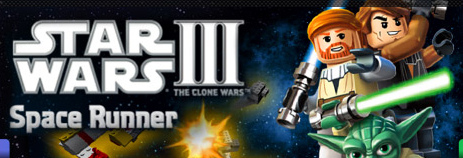 STAR
WARS III
THE CLONE WARS
Space Runner